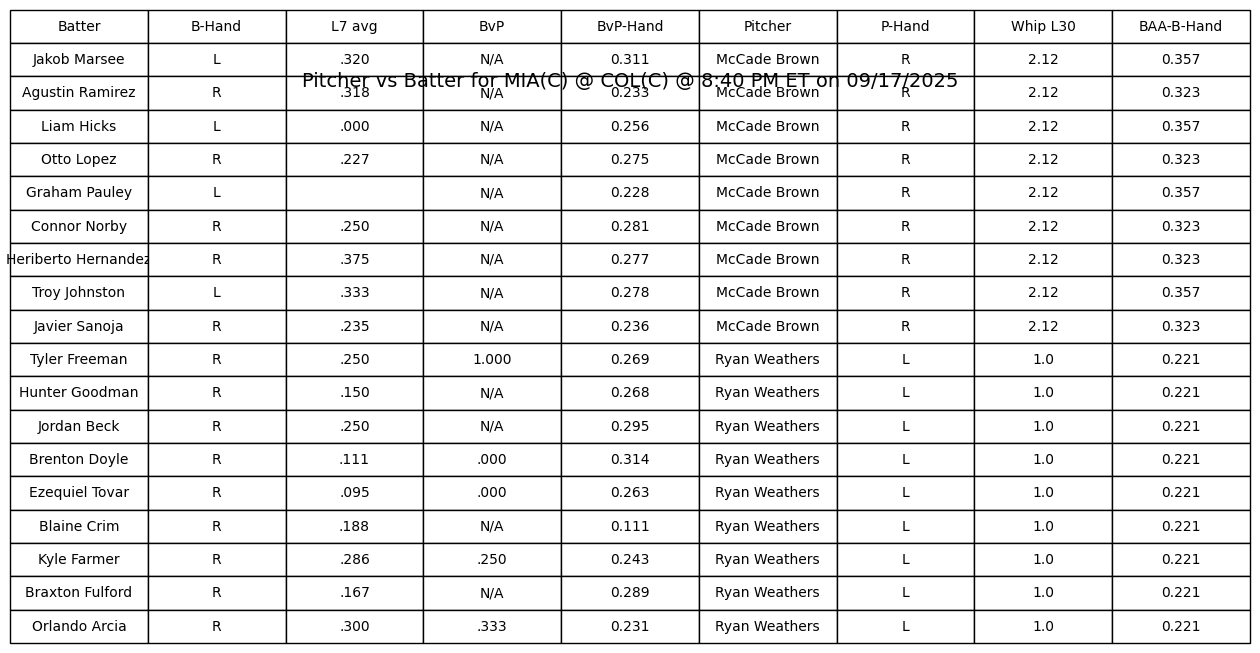 Batter B-Hand L7 avg BvP BvP-Hand Pitcher P-Hand Whip L30 BAA-B-Hand
Jakob Marsee L .320 N/A 0.311 McCade Brown R 2.12 0.357
Pitcher vs Batter for MIA(C) @ COL(C) @ 8:40 PM ET on 09/17/2025
Agustin Ramirez R .318 N/A 0.233 McCade Brown R 2.12 0.323
Liam Hicks L .000 N/A 0.256 McCade Brown R 2.12 0.357
Otto Lopez R .227 N/A 0.275 McCade Brown R 2.12 0.323
Graham Pauley L N/A 0.228 McCade Brown R 2.12 0.357
Connor Norby R .250 N/A 0.281 McCade Brown R 2.12 0.323
Heriberto Hernandez R .375 N/A 0.277 McCade Brown R 2.12 0.323
Troy Johnston L .333 N/A 0.278 McCade Brown R 2.12 0.357
Javier Sanoja R .235 N/A 0.236 McCade Brown R 2.12 0.323
Tyler Freeman R .250 1.000 0.269 Ryan Weathers L 1.0 0.221
Hunter Goodman R .150 N/A 0.268 Ryan Weathers L 1.0 0.221
Jordan Beck R .250 N/A 0.295 Ryan Weathers L 1.0 0.221
Brenton Doyle R .111 .000 0.314 Ryan Weathers L 1.0 0.221
Ezequiel Tovar R .095 .000 0.263 Ryan Weathers L 1.0 0.221
Blaine Crim R .188 N/A 0.111 Ryan Weathers L 1.0 0.221
Kyle Farmer R .286 .250 0.243 Ryan Weathers L 1.0 0.221
Braxton Fulford R .167 N/A 0.289 Ryan Weathers L 1.0 0.221
Orlando Arcia R .300 .333 0.231 Ryan Weathers L 1.0 0.221